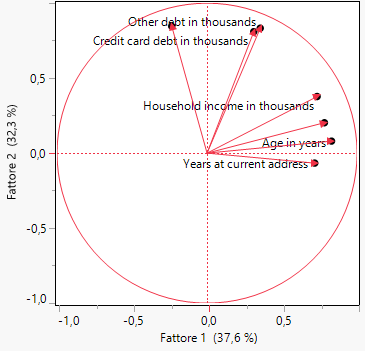 Other debt in thousands
Credit card debt in thousands
0,5
Household income in thousands
Age in years
0,0
Years at current address
-0,5
-1,0
Fattore 2 (32,3 %)
-1,0
-0,5
0,0
0,5
Fattore 1 (37,6 %)